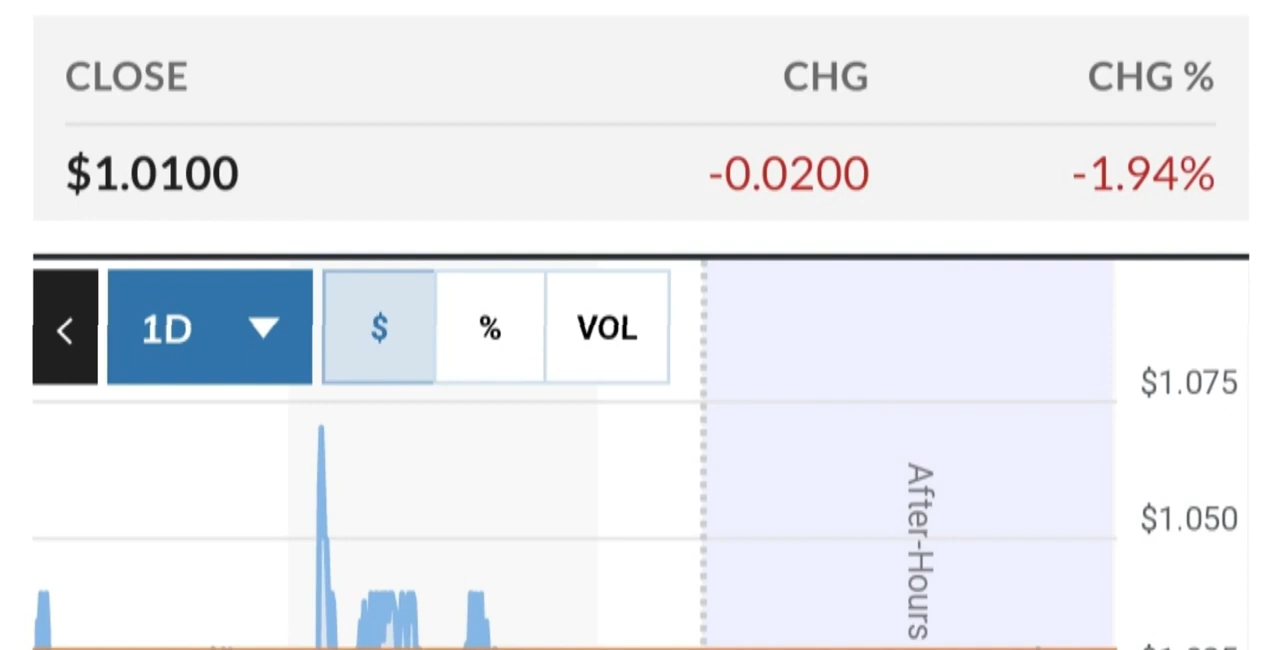 CLOSE CHG CHG %
$1.0100 -0.0200 -1.94%
1D $ % VOL
$1.075
$1.050
After-Hours